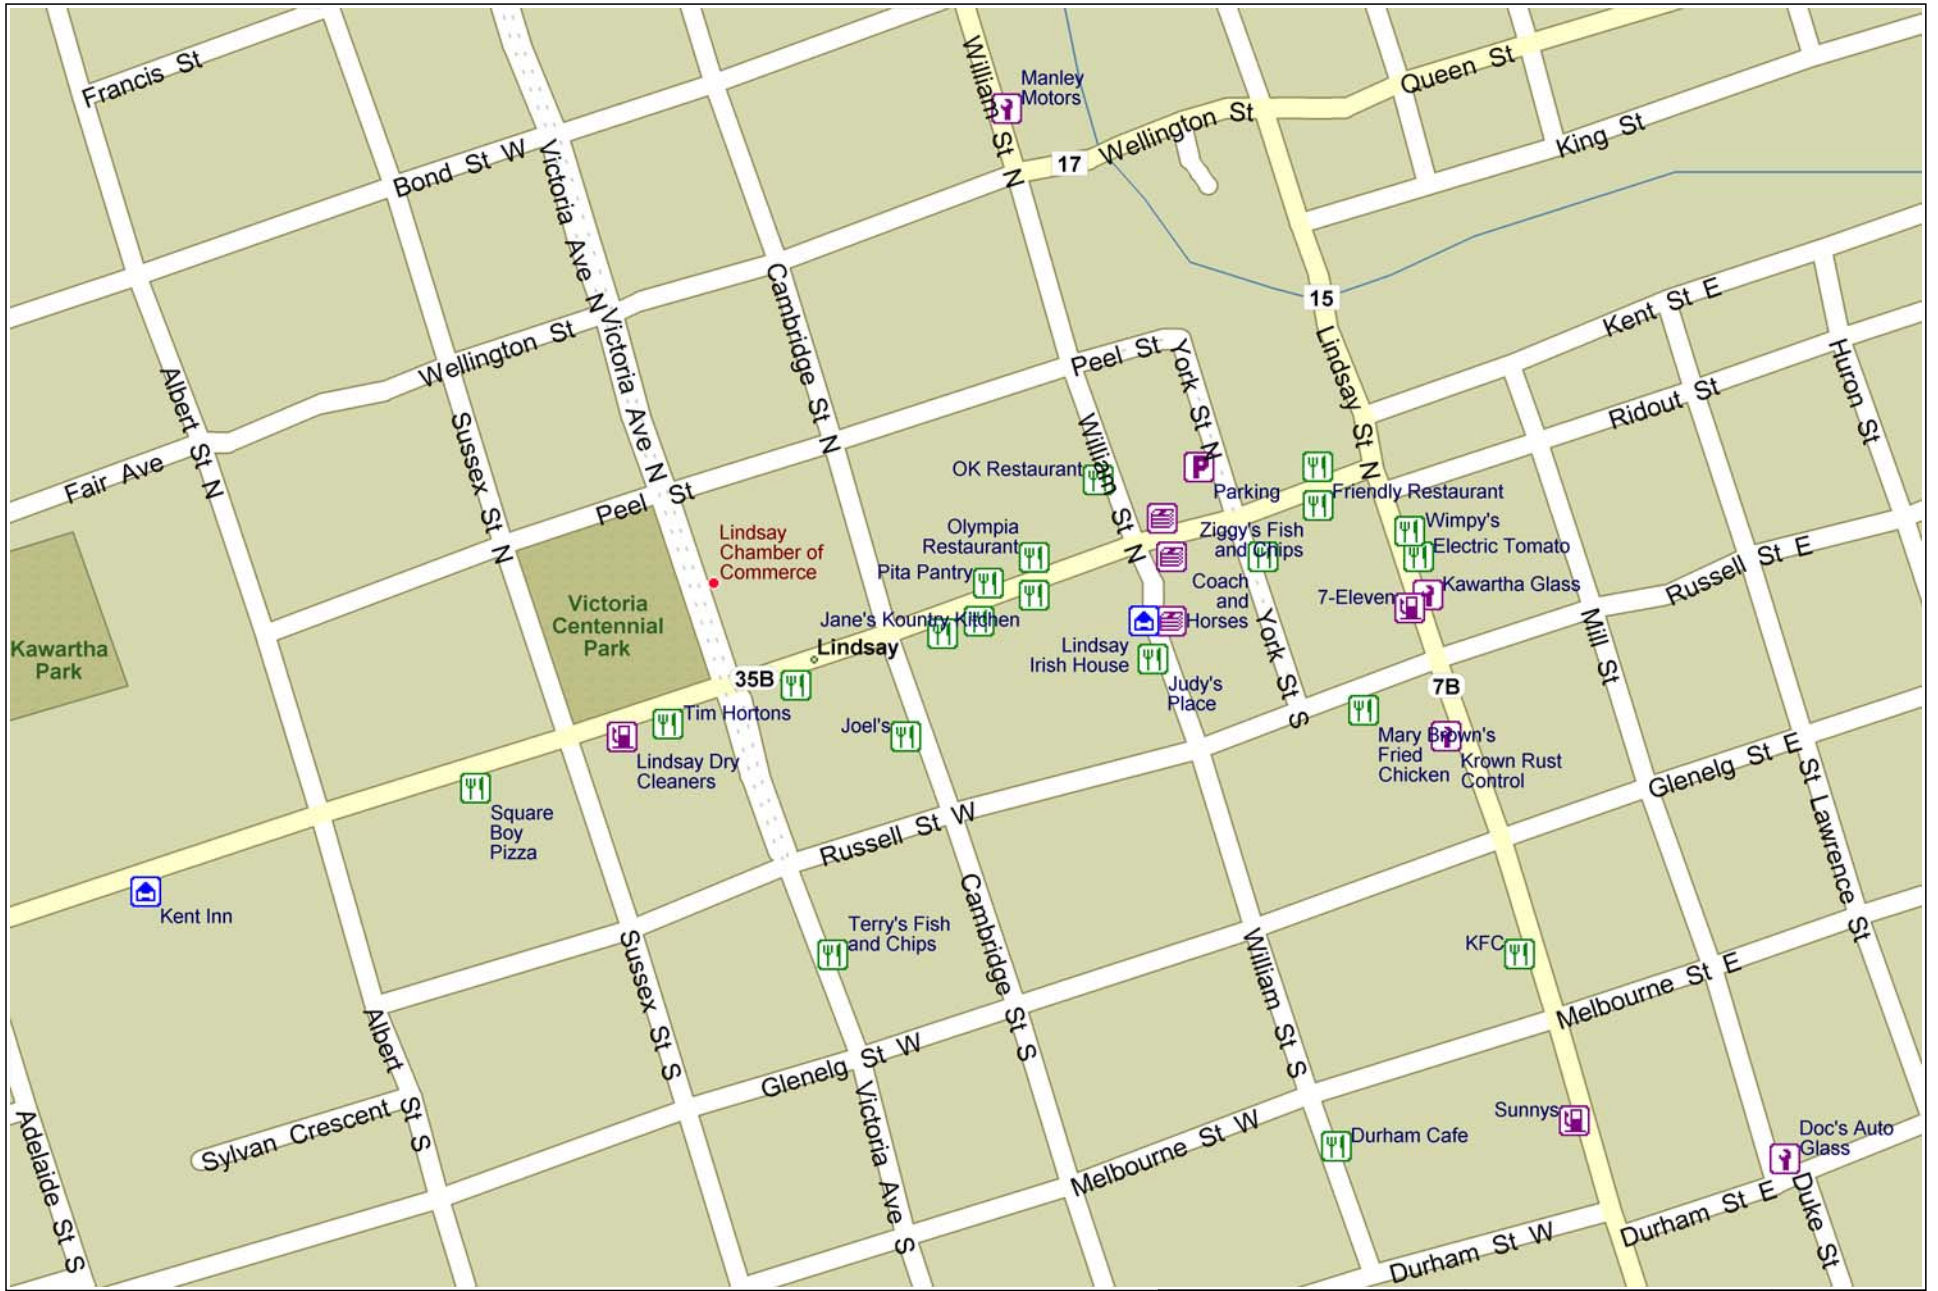 Francis St
Bond St W
Victoria Ave N
William St N
Manley
Motors
17
Wellington St
Queen St
King St
15
Kent St E
Ridout St
Huron St
Lindsay St N
Cambridge St N
Victoria Ave N
Wellington St
Albert St N
Sussex St N
Fair Ave
Peel St
Peel St
York St N
William St N
OK Restaurant
Parking
Friendly Restaurant
Wimpy's
Electric Tomato
Kawartha Glass
7-Eleven
Ziggy's Fish
and Chips
Coach
and
Horses
Olympia
Restaurant
Pita Pantry
Jane's Kountry Kitchen
Lindsay
Chamber of
Commerce
Victoria
Centennial
Park
Kawartha
Park
Lindsay
35B
Lindsay
Irish House
Judy's
Place
York St S
Russell St E
Mill St
7B
Tim Hortons
Lindsay Dry
Cleaners
Joel's
Square
Boy
Pizza
Mary Brown's
Fried
Chicken
Krown Rust
Control
Glenelg St E
St Lawrence St
Russell St W
Kent Inn
Terry's Fish
and Chips
Cambridge St S
William St S
KFC
Melbourne St E
Sussex St S
Albert St S
Glenelg St W
Sylvan Crescent
Adelaide St S
Victoria Ave S
Melbourne St W
Durham Cafe
Sunnys
Doc's Auto
Glass
Durham St W
Durham St E
Duke St